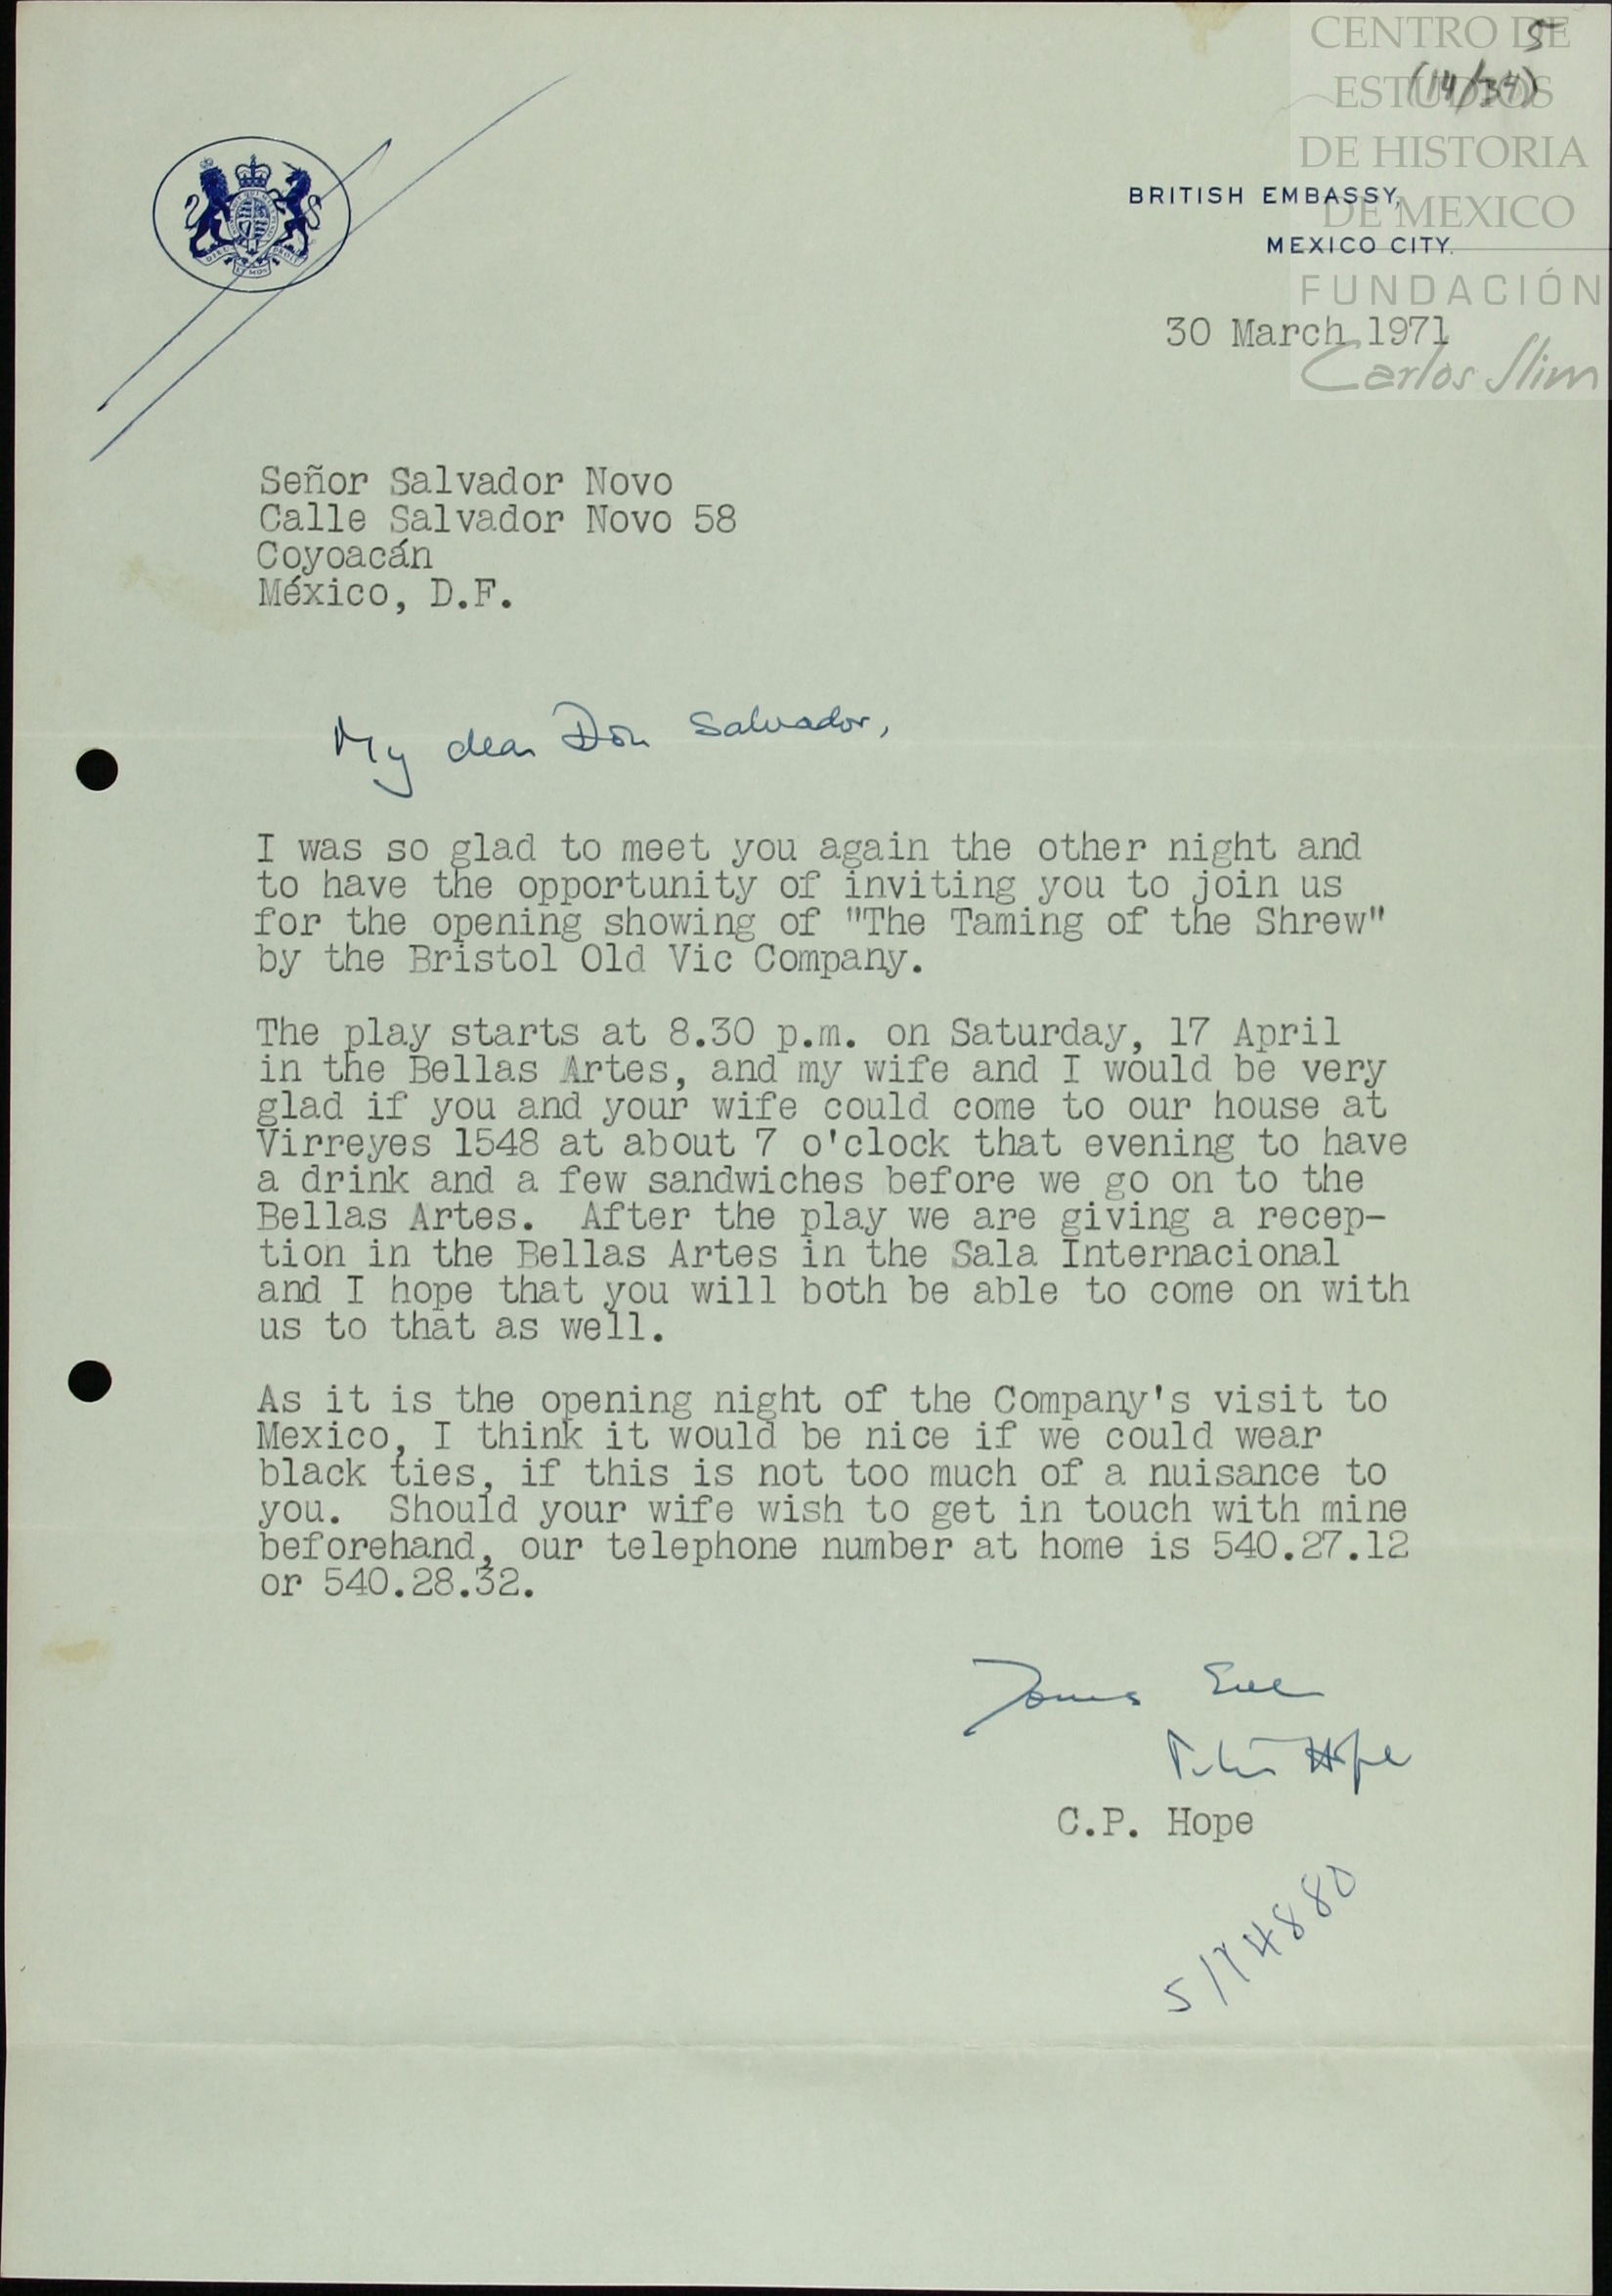 CENTRO DE
ESTUDIOS
DE HISTORIA
DE MEXICO
FUNDACIÓN
Carlos Slim
5
(14/34)
BRITISH EMBASSY,
MEXICO CITY.
30 March 1971
Señor Salvador Novo
Calle Salvador Novo 58
Coyoacán
México, D.F.
My dear Don Salvador,
I was so glad to meet you again the other night and
to have the opportunity of inviting you to join us
for the opening showing of "The Taming of the Shrew"
by the Bristol Old Vic Company.
The play starts at 8.30 p.m. on Saturday, 17 April
in the Bellas Artes, and my wife and I would be very
glad if you and your wife could come to our house at
Virreyes 1548 at about 7 o'clock that evening to have
a drink and a few sandwiches before we go on to the
Bellas Artes.  After the play we are giving a recep-
tion in the Bellas Artes in the Sala Internacional
and I hope that you will both be able to come on with
us to that as well.
As it is the opening night of the Company's visit to
Mexico, I think it would be nice if we could wear
black ties, if this is not too much of a nuisance to
you.  Should your wife wish to get in touch with mine
beforehand, our telephone number at home is 540.27.12
or 540.28.32.
Yours Ever
Peter Hope
C.P. Hope